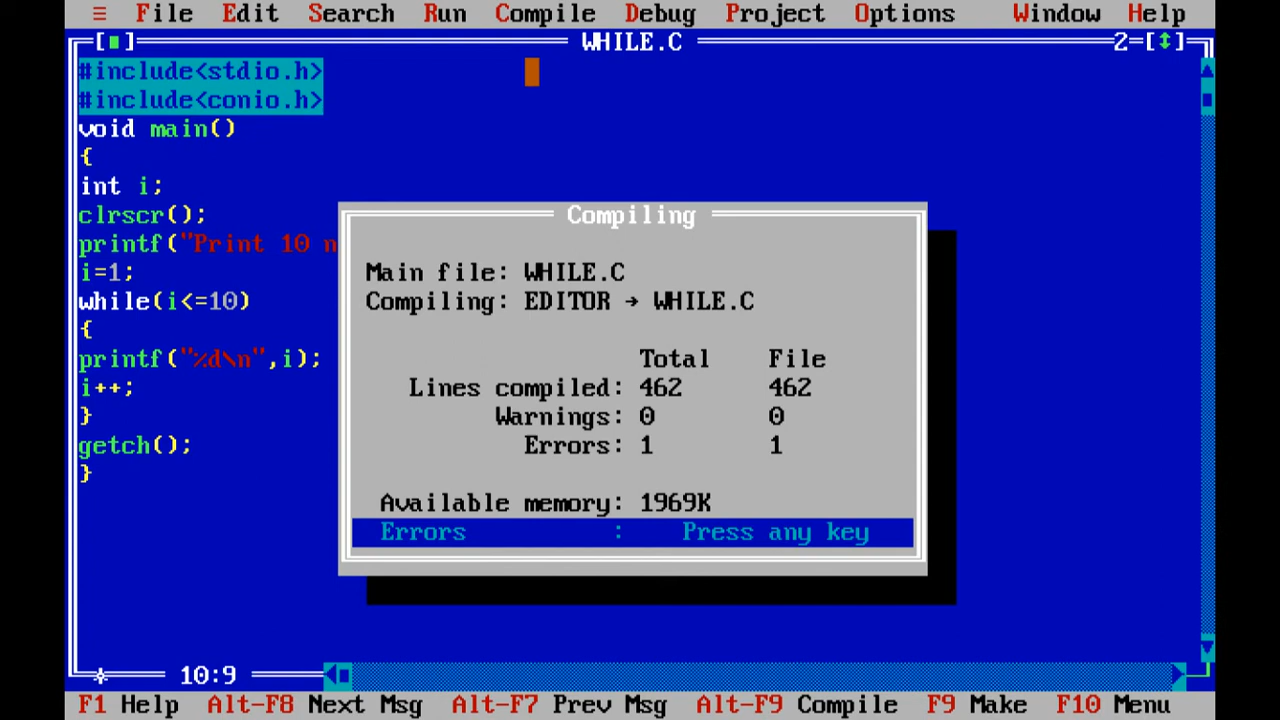 ≡ File Edit Search Run Compile Debug Project Options Window Help
[■] WHILE.C 2=[↕]
#include<stdio.h>
#include<conio.h>
void main()
{
int i;
clrscr();
printf("Print 10 n
i=1;
while(i<=10)
{
printf("%d\n",i);
i++;
}
getch();
}
Compiling
Main file: WHILE.C
Compiling: EDITOR → WHILE.C
Total File
Lines compiled: 462 462
Warnings: 0 0
Errors: 1 1
Available memory: 1969K
Errors : Press any key
10:9
F1 Help Alt-F8 Next Msg Alt-F7 Prev Msg Alt-F9 Compile F9 Make F10 Menu